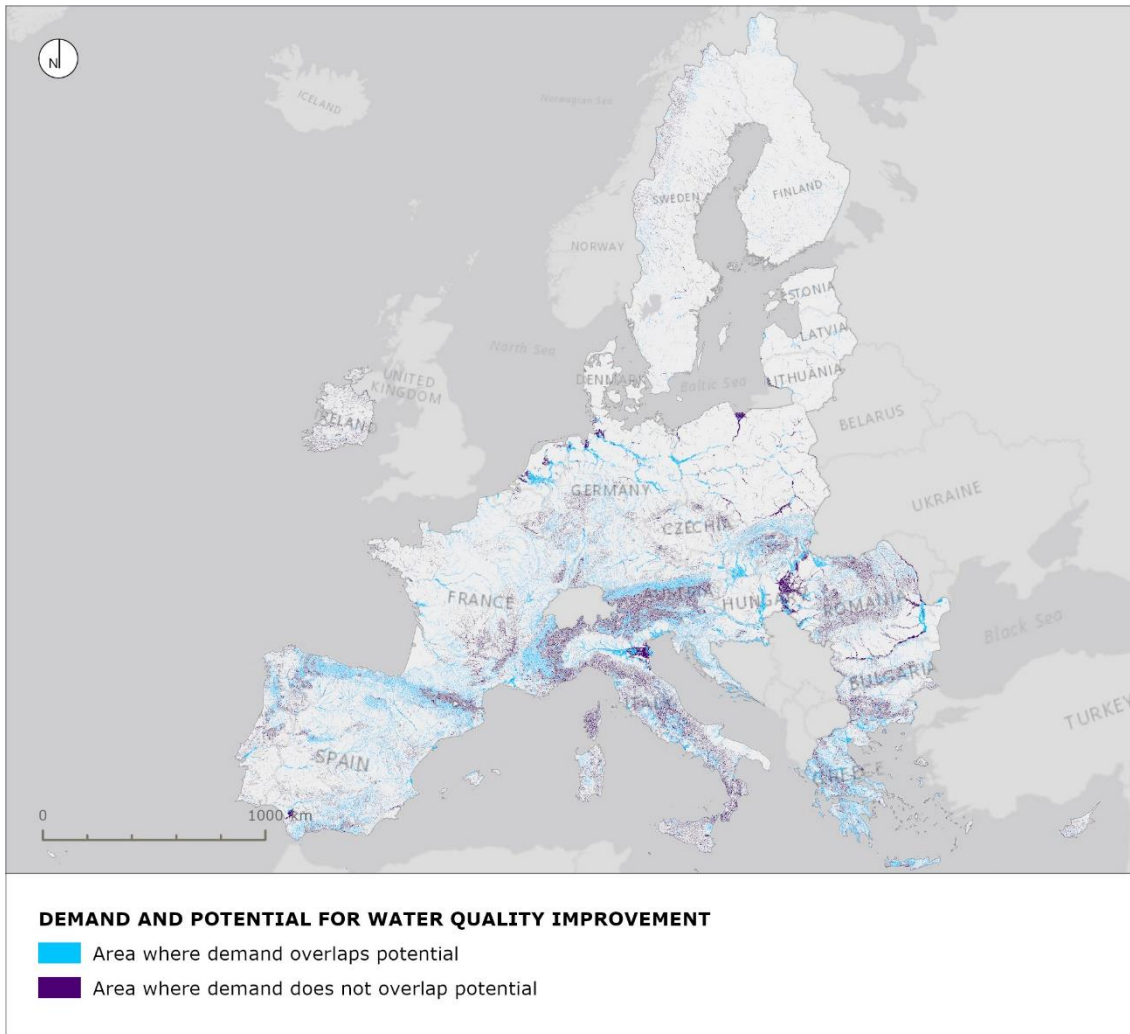 N
ICELAND
Norwegian Sea
SWEDEN
FINLAND
NORWAY
ESTONIA
LATVIA
North Sea
DENMARK
Baltic Sea
LITHUANIA
UNITED
KINGDOM
IRELAND
BELARUS
GERMANY
UKRAINE
CZECHIA
FRANCE
AUSTRIA
HUNGARY
ROMANIA
Black Sea
BULGARIA
ITALY
TURKEY
SPAIN
GREECE
0
1000 km
DEMAND AND POTENTIAL FOR WATER QUALITY IMPROVEMENT
Area where demand overlaps potential
Area where demand does not overlap potential